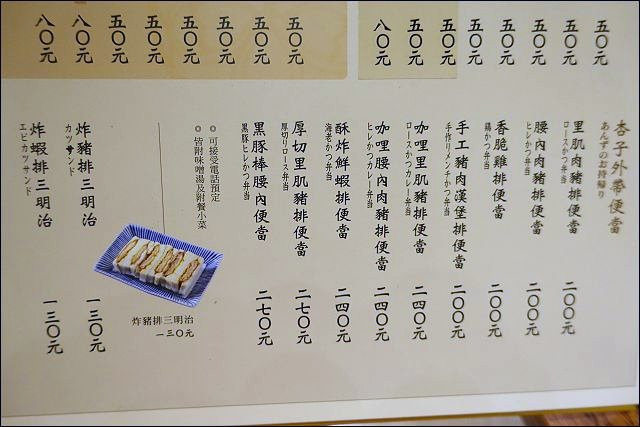 五〇元
五〇元
五〇元
五〇元
五〇元
八〇元
五〇元
五〇元
五〇元
五〇元
五〇元
八〇元
八〇元
杏子外帶便當
あんずのお持帰り
里肌肉豬排便當
ロースかつ弁当
二〇〇元
腰內肉豬排便當
ヒレかつ弁当
二〇〇元
香脆雞排便當
鶏かつ弁当
二〇〇元
手工豬肉漢堡排便當
手作りメンチかつ弁当
二〇〇元
咖哩里肌豬排便當
ロースかつカレー弁当
二四〇元
咖哩腰內肉豬排便當
ヒレかつカレー弁当
二四〇元
酥炸鮮蝦排便當
海老かつ弁当
二四〇元
厚切里肌豬排便當
厚切りロース弁当
二七〇元
黑豚棒腰內便當
黒豚ヒレかつ弁当
二七〇元
可接受電話預定
皆附味噌湯及附餐小菜
炸豬排三明治
一三〇元
炸豬排三明治
カツサンド
一三〇元
炸蝦排三明治
エビカツサンド
一三〇元